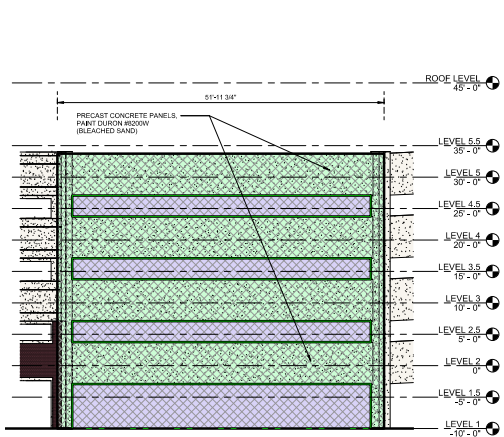 ROOF LEVEL
45' - 0"
51'-11 3/4"
PRECAST CONCRETE PANELS,
PAINT DURON #8200W
(BLEACHED SAND)
LEVEL 5.5
35' - 0"
LEVEL 5
30' - 0"
LEVEL 4.5
25' - 0"
LEVEL 4
20' - 0"
LEVEL 3.5
15' - 0"
LEVEL 3
10' - 0"
LEVEL 2.5
5' - 0"
LEVEL 2
0"
LEVEL 1.5
-5' - 0"
LEVEL 1
-10' - 0"